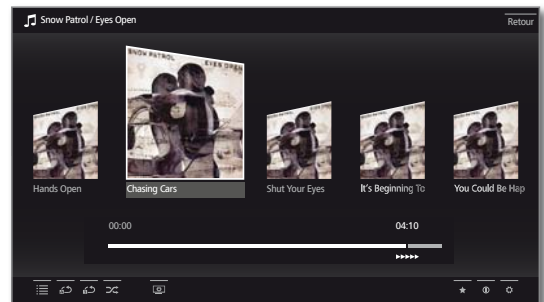 Snow Patrol / Eyes Open
Retour
SNOW PATROL EYES OPEN
Hands Open
Chasing Cars
Shut Your Eyes
It's Beginning To
You Could Be Hap
00:00
04:10